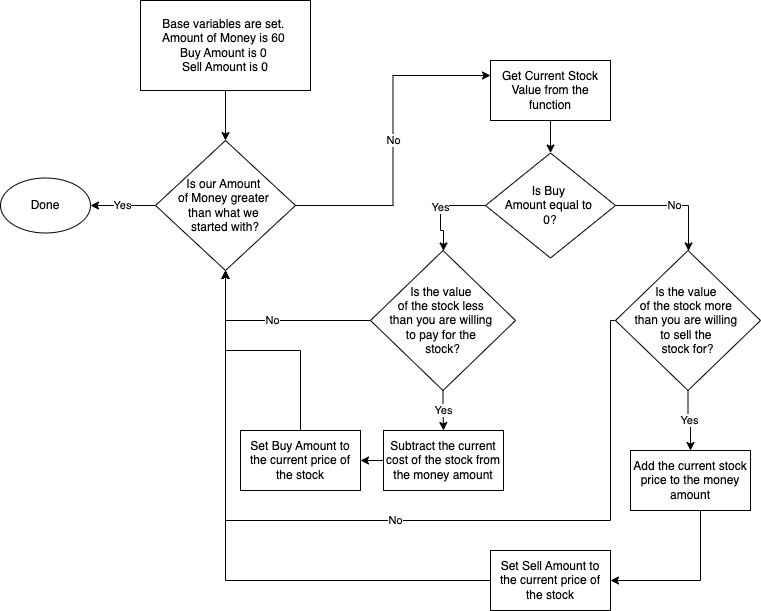 Base variables are set.
Amount of Money is 60
Buy Amount is 0
Sell Amount is 0
Get Current Stock
Value from the
function
No
Is our Amount
of Money greater
than what we
started with?
Yes
Done
Is Buy
Amount equal to
0?
Yes
No
Is the value
of the stock less
than you are willing
to pay for the
stock?
No
Is the value
of the stock more
than you are willing
to sell the
stock for?
Yes
Yes
Set Buy Amount to
the current price of
the stock
Subtract the current
cost of the stock from
the money amount
Add the current stock
price to the money
amount
No
Set Sell Amount to
the current price of
the stock